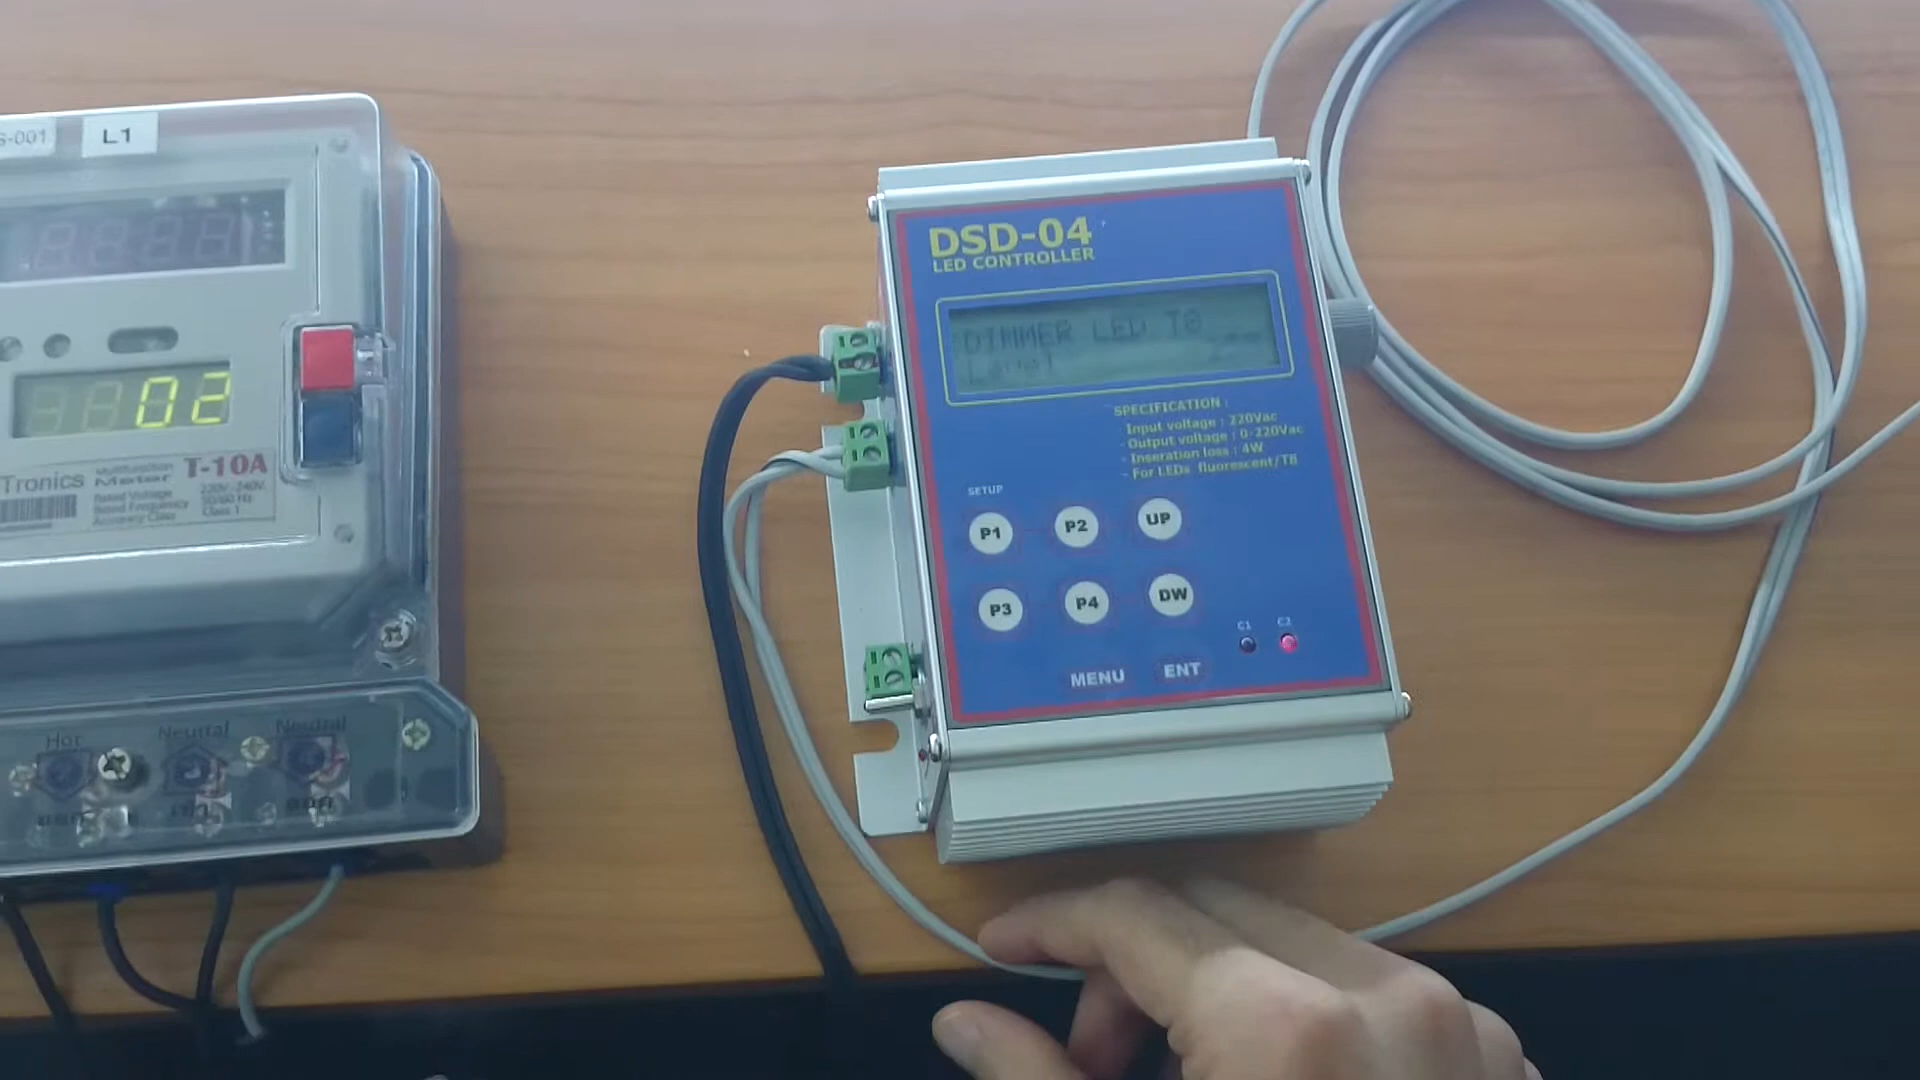 S-001
L1
02
Tronics
Multifunction
Meter
T-10A
Rated Voltage
Rated Frequency
Accuracy Class
220V-240V
50/60 Hz
Class 1
Hot
Neutral
Neutral
DSD-04
LED CONTROLLER
DIMMER LED T8
SPECIFICATION :
Input voltage : 220Vac
- Output voltage : 0-220Vac
- Inseration loss : 4W
- For LEDs fluorescent/T8
SETUP
P1
P2
UP
P3
P4
DW
C1
C2
MENU
ENT